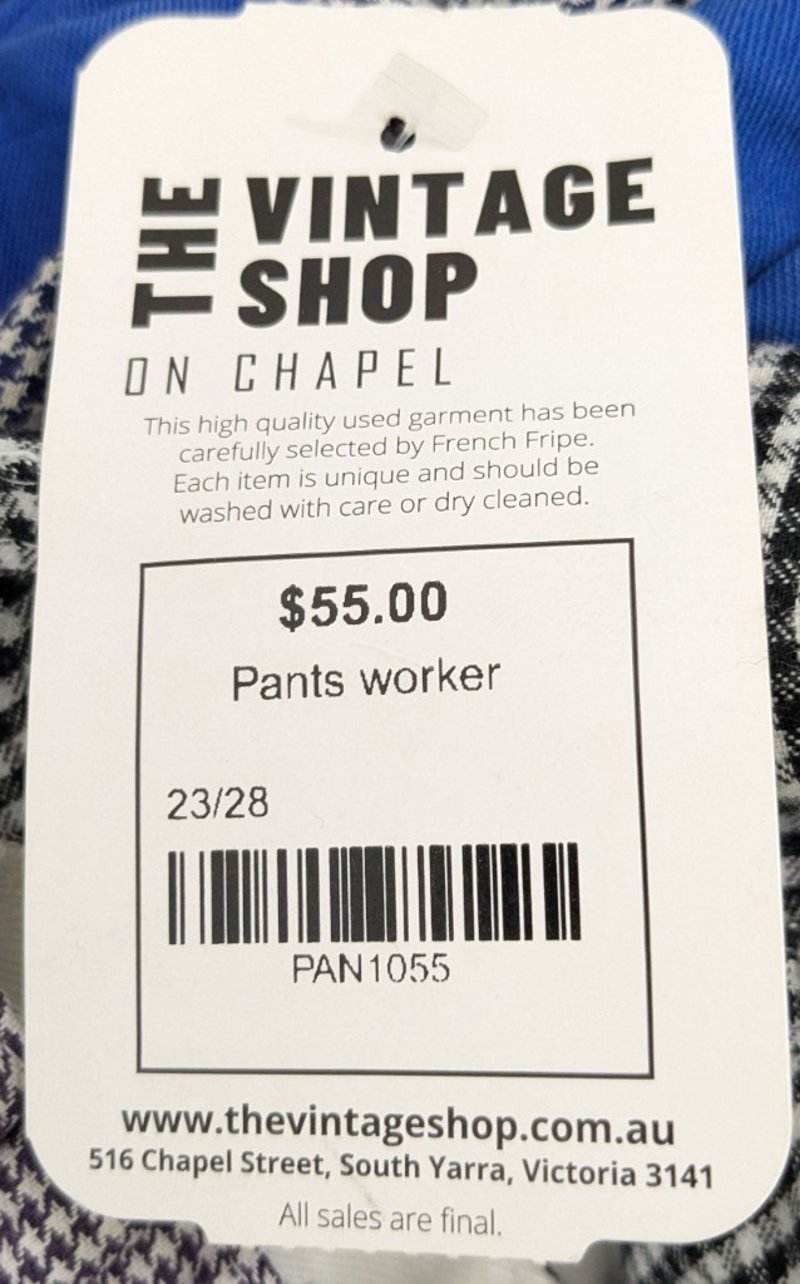 THE VINTAGE
SHOP
ON CHAPEL
This high quality used garment has been
carefully selected by French Fripe.
Each item is unique and should be
washed with care or dry cleaned.
$55.00
Pants worker
23/28
PAN1055
www.thevintageshop.com.au
516 Chapel Street, South Yarra, Victoria 3141
All sales are final.